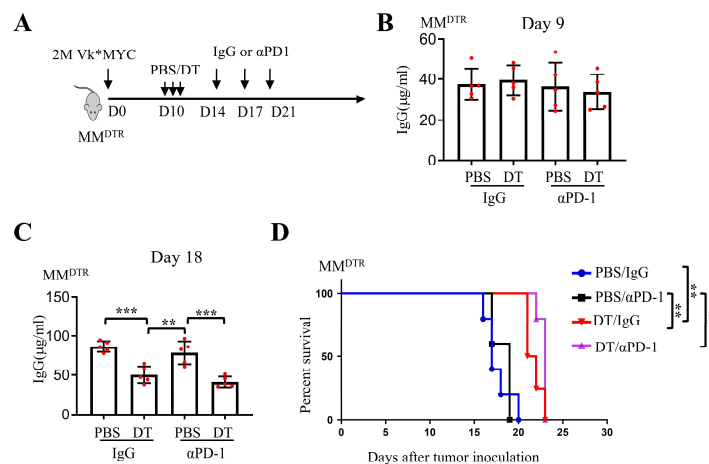 A
2M Vk*MYC
PBS/DT
IgG or αPD1
D0
D10
D14
D17
D21
MMᴰᵀᴿ
B
MMᴰᵀᴿ
Day 9
IgG(μg/ml)
60
40
20
0
PBS DT PBS DT
IgG αPD-1
C
Day 18
MMᴰᵀᴿ
IgG(μg/ml)
150
100
50
0
*** ** ***
PBS DT PBS DT
IgG αPD-1
D
MMᴰᵀᴿ
Percent survival
100
50
0
0 5 10 15 20 25 30
Days after tumor inoculation
PBS/IgG
PBS/αPD-1
DT/IgG
DT/αPD-1
**
**